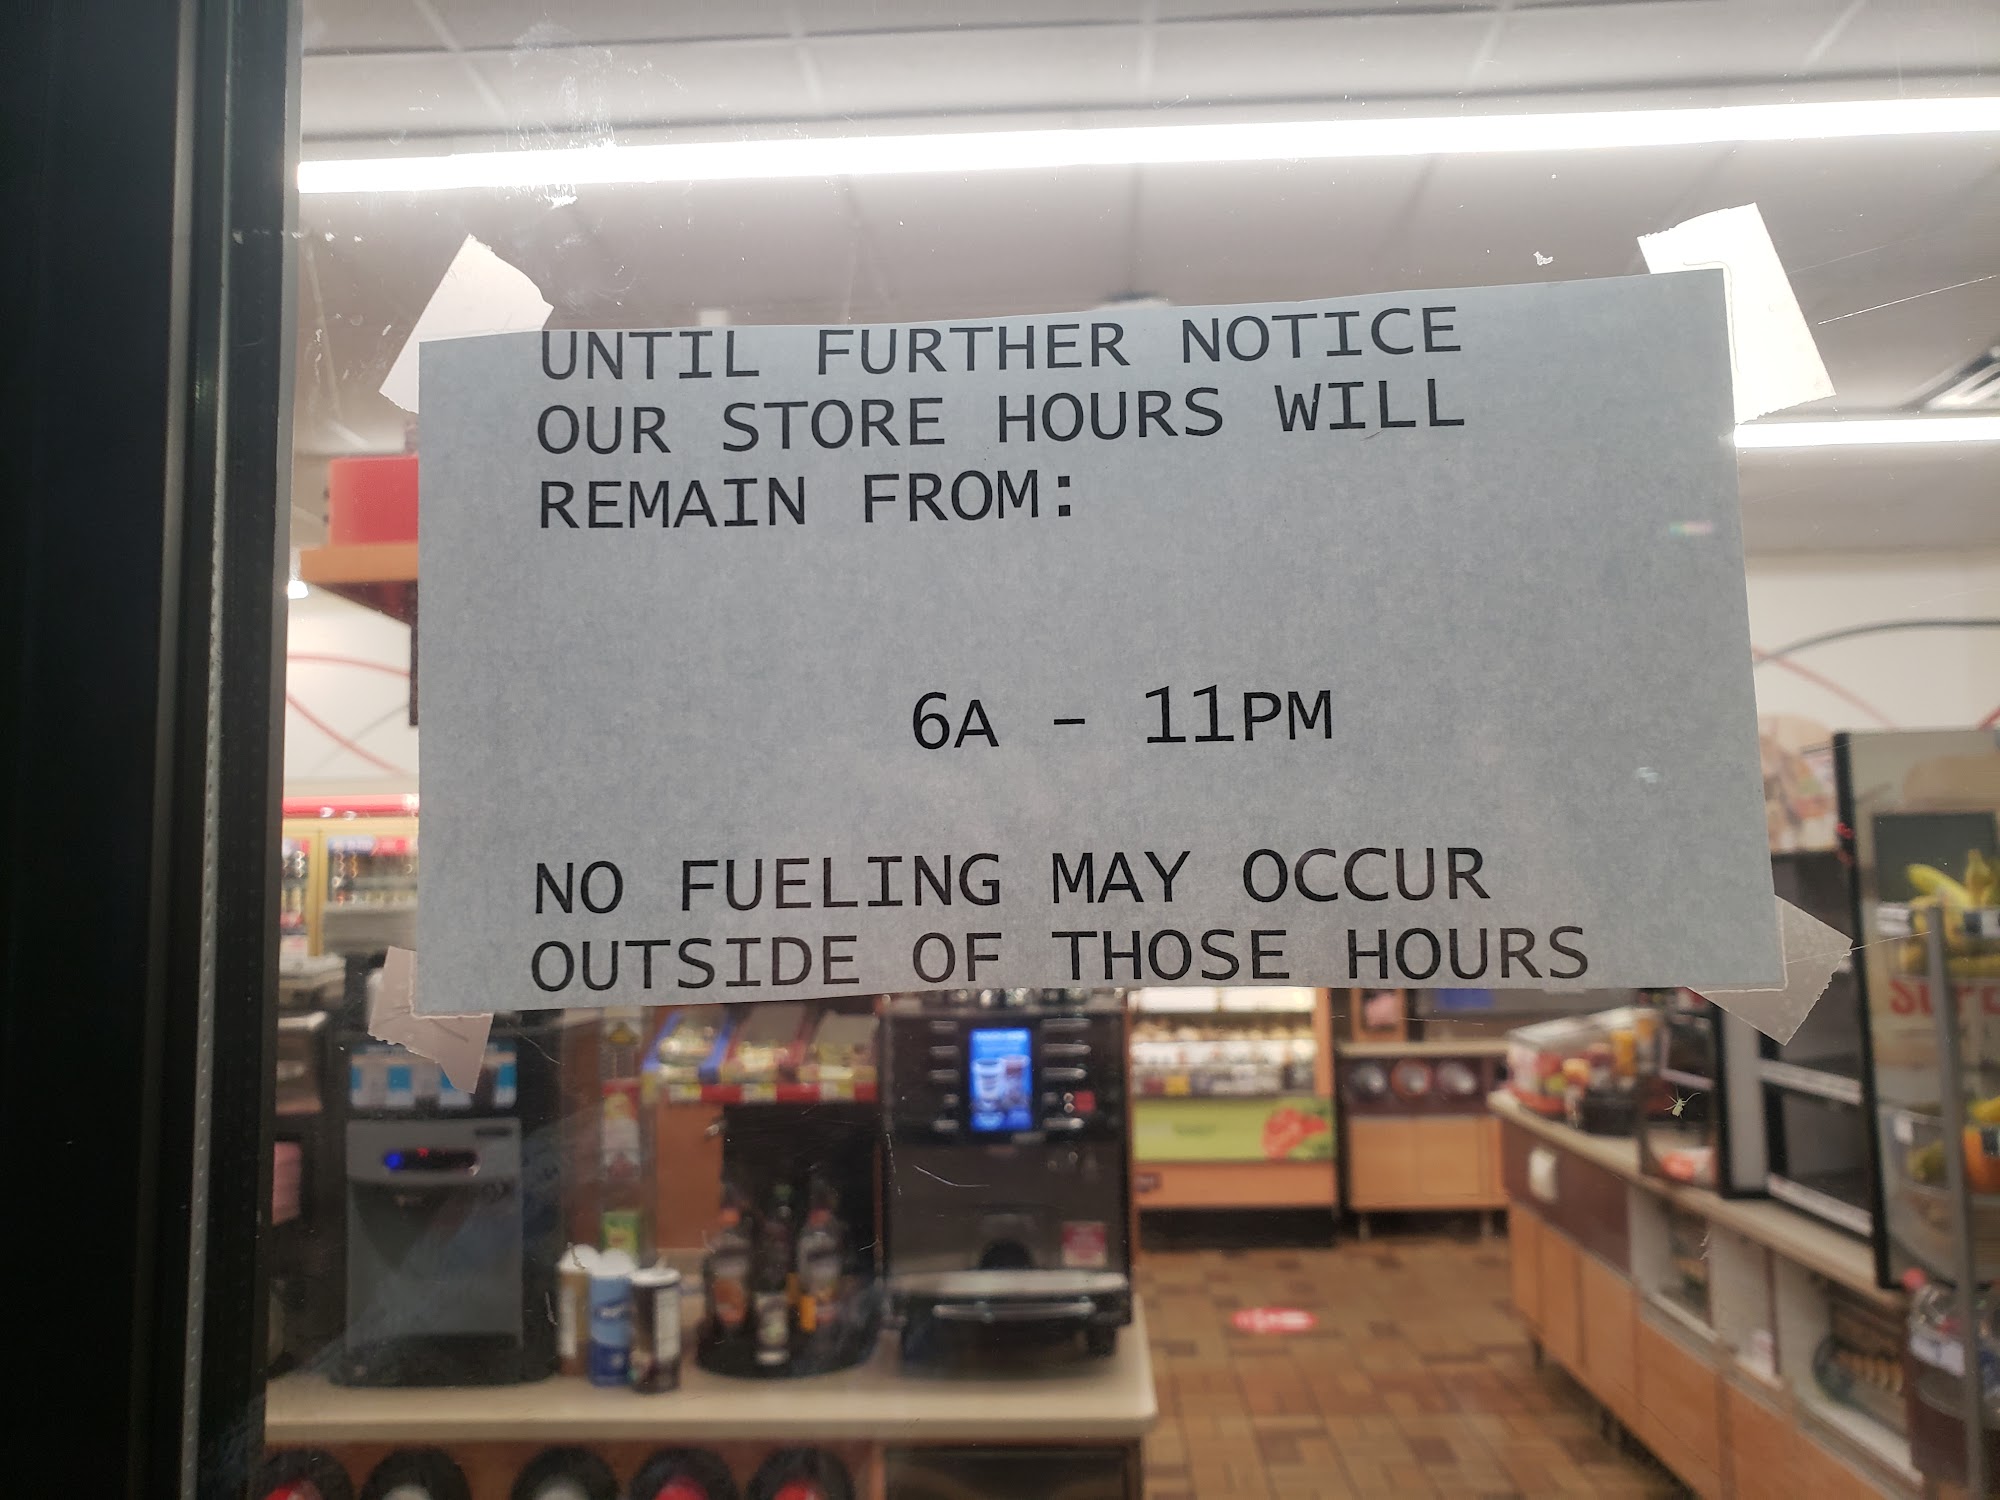 UNTIL FURTHER NOTICE
OUR STORE HOURS WILL
REMAIN FROM:
6A - 11PM
NO FUELING MAY OCCUR
OUTSIDE OF THOSE HOURS